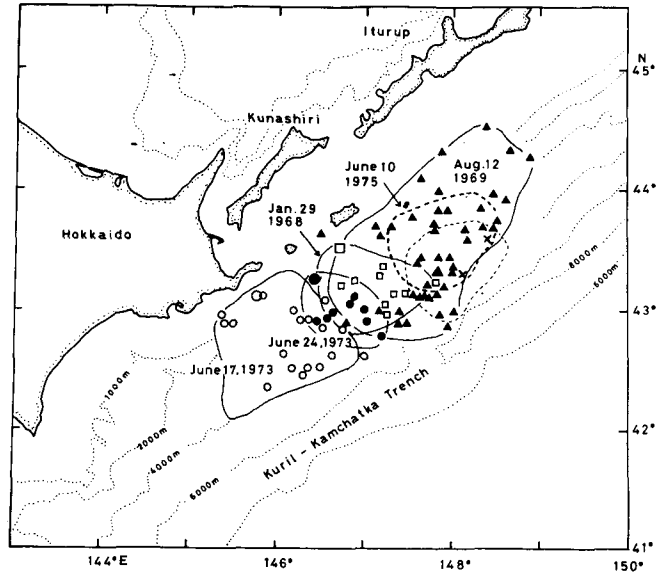 Iturup
N
45°
Kunashiri
June 10
1975
Aug. 12
1969
44°
Jan. 29
1968
Hokkaido
8000m
6000m
43°
June 24, 1973
June 17, 1973
1000m
Kuril-Kamchatka Trench
2000m
4000m
42°
6000m
41°
144°E
146°
148°
150°